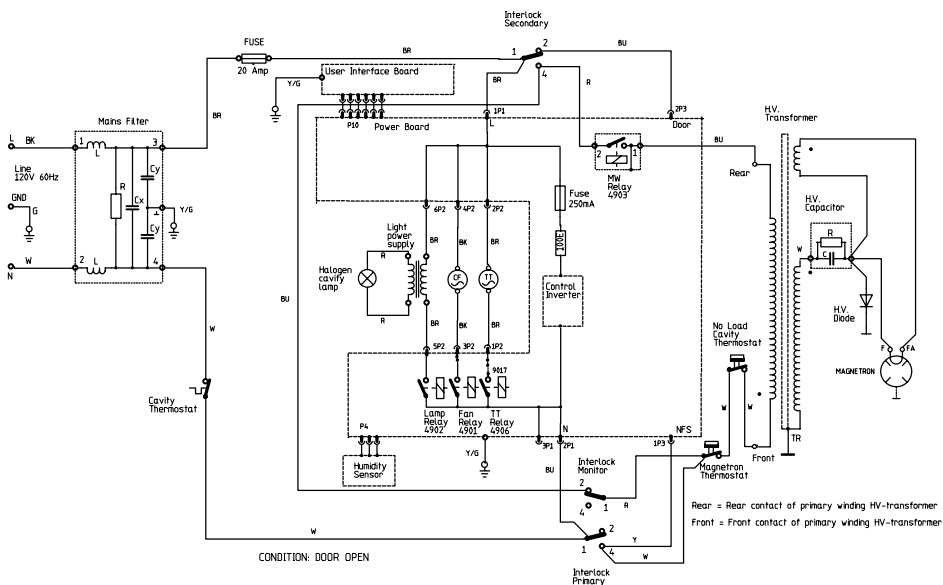 Interlock
Secondary
FUSE
20 Amp
BR
1
2
4
BU
BR
R
User Interface Board
Y/G
BR
P10
Power Board
1P1
L
2P3
Door
H.V.
Transformer
Mains Filter
L
BK
1
L
3
Line
120V 60Hz
R
Cx
Cy
Cy
Y/G
GND
G
W
N
2
L
4
2
1
MW
Relay
4903
BU
Rear
Fuse
250mA
100E
6P2
4P2
2P2
Light
power
supply
BR
BK
BR
Halogen
cavify
lamp
R
R
CF
TT
Control
Inverter
BR
BK
BR
5P2
3P2
1P2
H.V.
Capacitor
R
C
W
H.V.
Diode
F
FA
MAGNETRON
No Load
Cavity
Thermostat
BU
W
Cavity
Thermostat
9017
Lamp
Relay
4902
Fan
Relay
4901
TT
Relay
4906
W
W
TR
P4
Y/G
N
NFS
3P1
2P1
1P3
Front
Humidity
Sensor
BU
Interlock
Monitor
Magnetron
Thermostat
2
4
1
R
Rear = Rear contact of primary winding HV-transformer
Front = Front contact of primary winding HV-transformer
W
2
1
4
Y
W
CONDITION: DOOR OPEN
Interlock
Primary